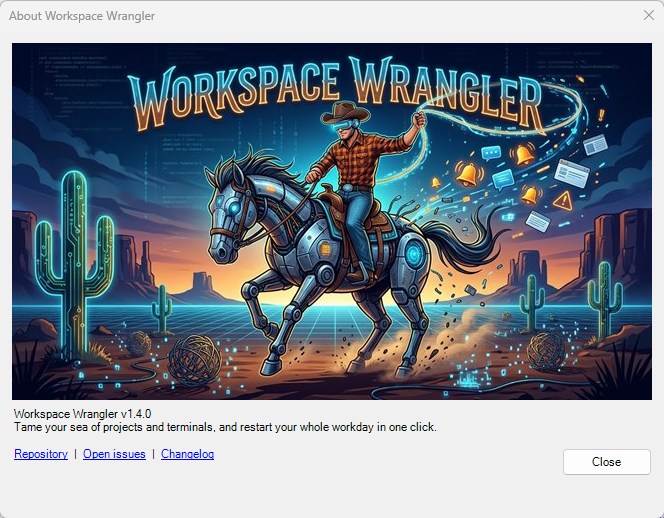 About Workspace Wrangler
WORKSPACE WRANGLER
Workspace Wrangler v1.4.0
Tame your sea of projects and terminals, and restart your whole workday in one click.
Repository | Open issues | Changelog
Close